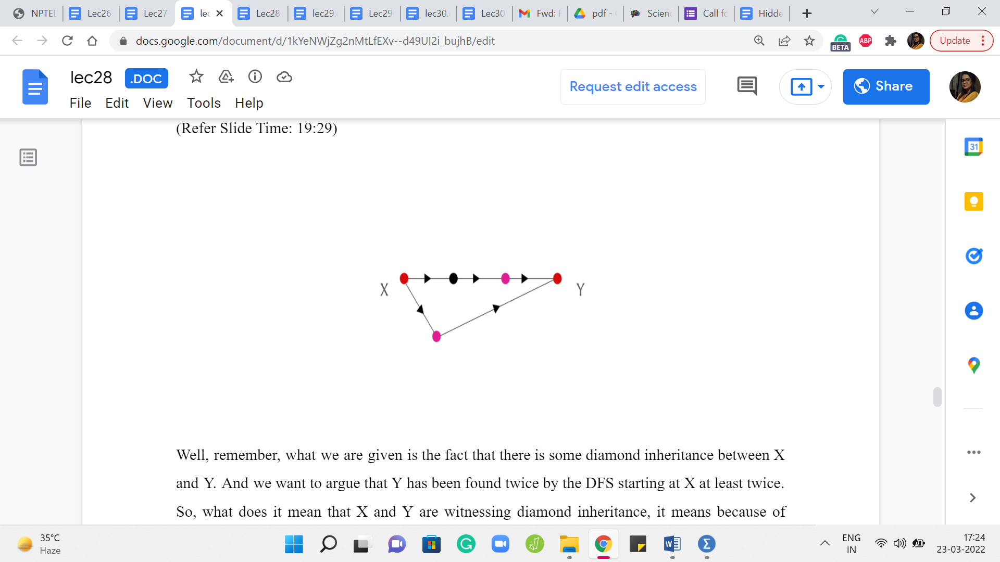 NPTEL
Lec26
Lec27
lec
Lec28
lec29.
Lec29
lec30.
Lec30
Fwd: F
pdf -
Scienc
Call fo
Hidde
docs.google.com/document/d/1kYeNWjZg2nMtLfEXv--d49UI2i_bujhB/edit
BETA
ABP
Update
lec28
.DOC
Request edit access
Share
File Edit View Tools Help
(Refer Slide Time: 19:29)
31
X
Y
Well, remember, what we are given is the fact that there is some diamond inheritance between X
and Y. And we want to argue that Y has been found twice by the DFS starting at X at least twice.
So, what does it mean that X and Y are witnessing diamond inheritance, it means because of
35°C
Haze
ENG
IN
17:24
23-03-2022